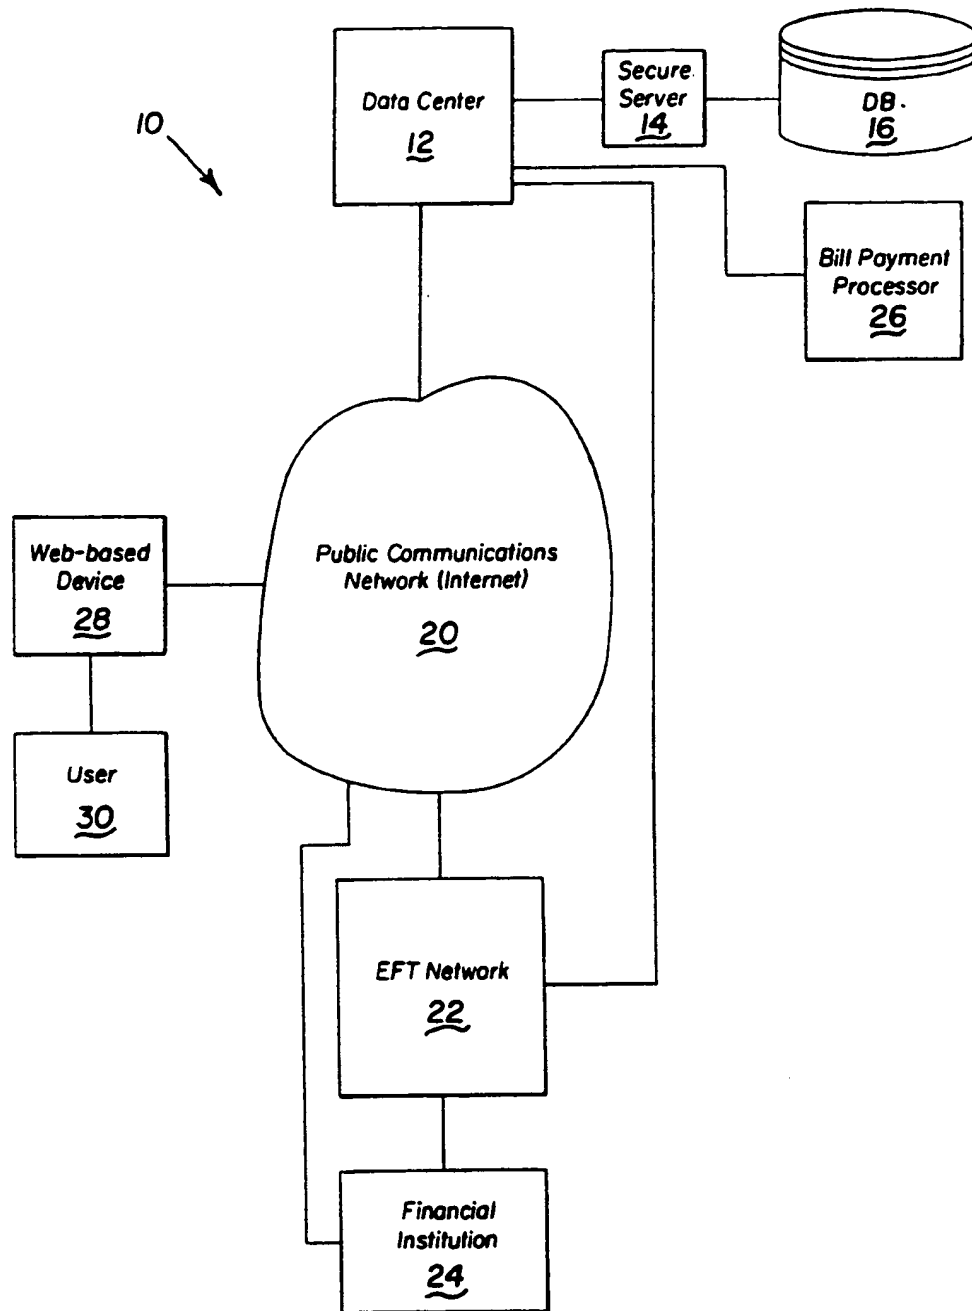 10
Data Center
12
Secure
Server
14
DB.
16
Bill Payment
Processor
26
Public Communications
Network (Internet)
20
Web-based
Device
28
User
30
EFT Network
22
Financial
Institution
24